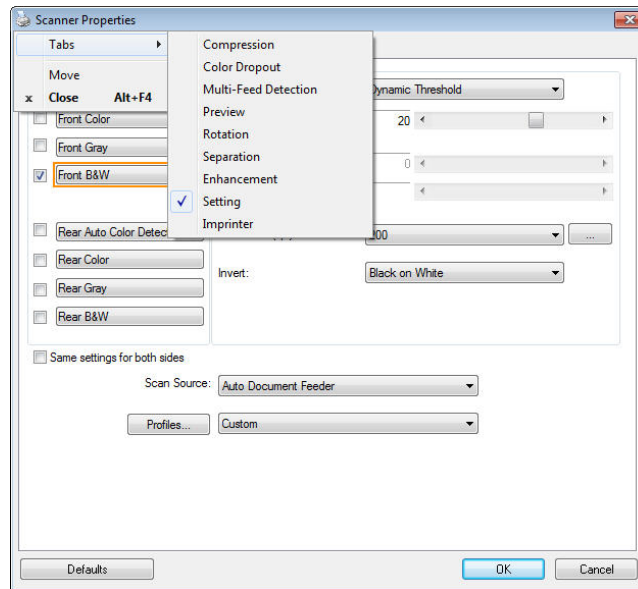 Scanner Properties
Tabs
Move
x Close Alt+F4
Compression
Color Dropout
Multi-Feed Detection
Preview
Rotation
Separation
Enhancement
Setting
Imprinter
Dynamic Threshold
Front Color
20
Front Gray
0
Front B&W
Rear Auto Color Detec
200
...
Rear Color
Invert:
Black on White
Rear Gray
Rear B&W
Same settings for both sides
Scan Source:
Auto Document Feeder
Profiles...
Custom
Defaults
OK
Cancel